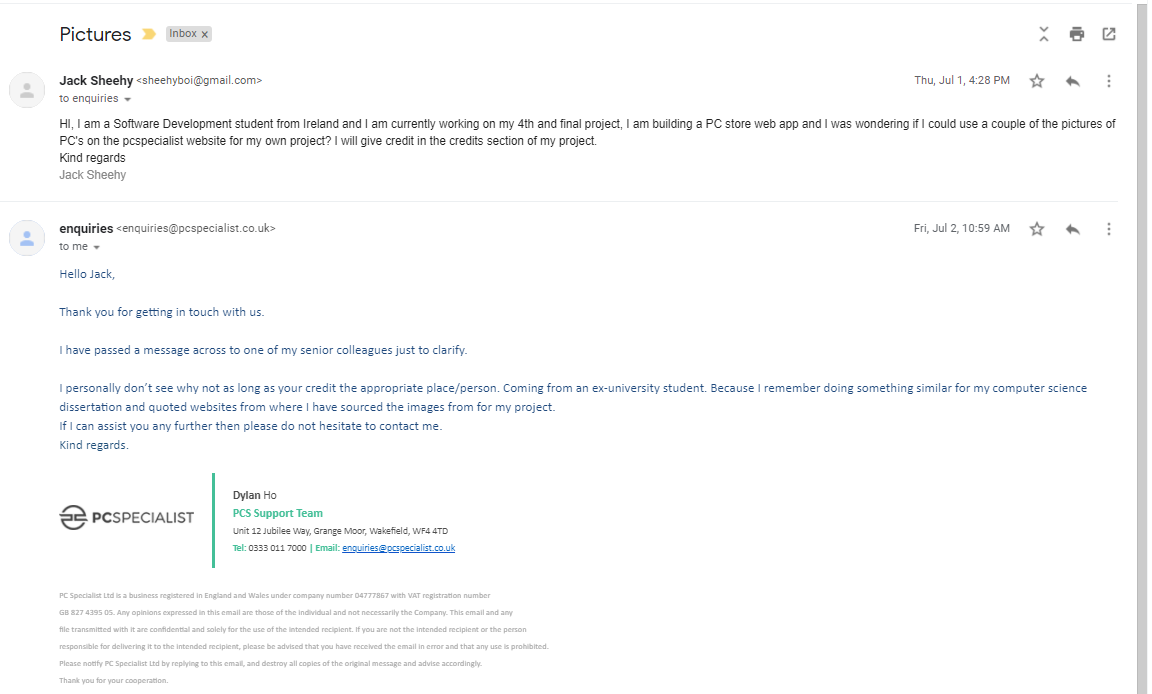 Pictures Inbox x
Jack Sheehy <sheehyboi@gmail.com> Thu, Jul 1, 4:28 PM
to enquiries
HI, I am a Software Development student from Ireland and I am currently working on my 4th and final project, I am building a PC store web app and I was wondering if I could use a couple of the pictures of
PC's on the pcspecialist website for my own project? I will give credit in the credits section of my project.
Kind regards
Jack Sheehy
enquiries <enquiries@pcspecialist.co.uk> Fri, Jul 2, 10:59 AM
to me
Hello Jack,
Thank you for getting in touch with us.
I have passed a message across to one of my senior colleagues just to clarify.
I personally don't see why not as long as your credit the appropriate place/person. Coming from an ex-university student. Because I remember doing something similar for my computer science
dissertation and quoted websites from where I have sourced the images from for my project.
If I can assist you any further then please do not hesitate to contact me.
Kind regards.
PCSPECIALIST
Dylan Ho
PCS Support Team
Unit 12 Jubilee Way, Grange Moor, Wakefield, WF4 4TD
Tel: 0333 011 7000 | Email: enquiries@pcspecialist.co.uk
PC Specialist Ltd is a business registered in England and Wales under company number 04777867 with VAT registration number
GB 827 4395 05. Any opinions expressed in this email are those of the individual and not necessarily the Company. This email and any
file transmitted with it are confidential and solely for the use of the intended recipient. If you are not the intended recipient or the person
responsible for delivering it to the intended recipient, please be advised that you have received the email in error and that any use is prohibited.
Please notify PC Specialist Ltd by replying to this email, and destroy all copies of the original message and advise accordingly.
Thank you for your cooperation.